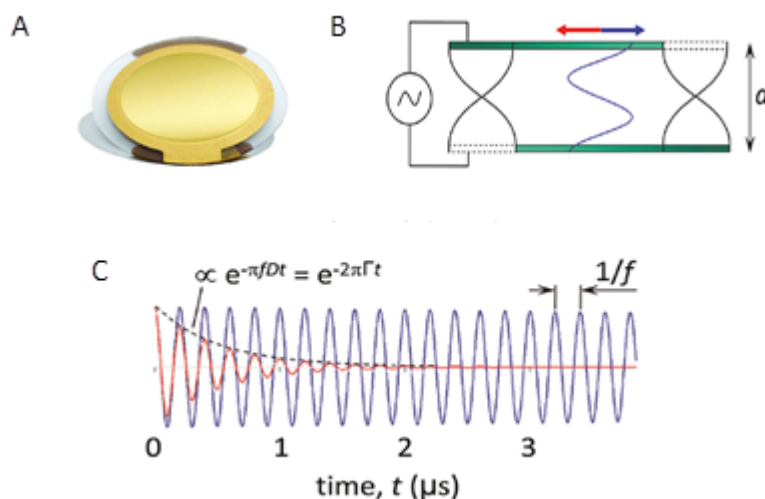 A
B
d
C
∝ e^-πfDt = e^-2πΓt
1/f
0 1 2 3
time, t (μs)